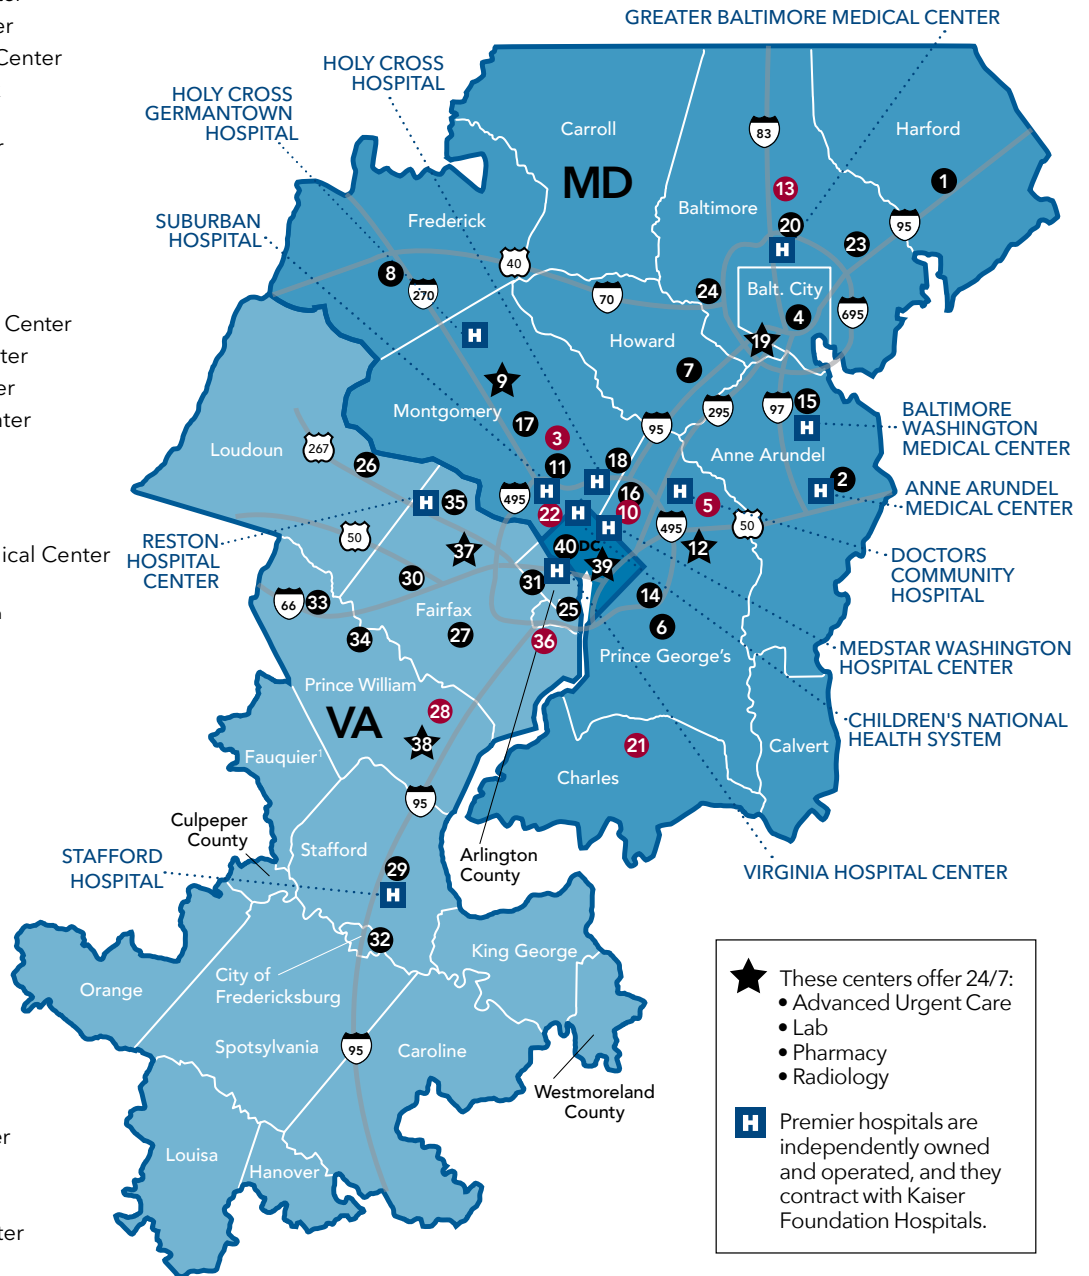 ter
er
Center
r
Center
ter
er
nter
dical Center
n
er
ter
GREATER BALTIMORE MEDICAL CENTER
HOLY CROSS
HOSPITAL
HOLY CROSS
GERMANTOWN
HOSPITAL
SUBURBAN
HOSPITAL
Carroll
83
Harford
MD
1
13
Baltimore
20
95
23
Frederick
40
8
270
70
24
Balt. City
4
695
19
Howard
7
9
Montgomery
17
3
11
18
95
295
97
15
BALTIMORE
WASHINGTON
MEDICAL CENTER
Anne Arundel
2
ANNE ARUNDEL
MEDICAL CENTER
Loudoun
267
26
35
495
16
22
10
5
495
50
12
DOCTORS
COMMUNITY
HOSPITAL
RESTON
HOSPITAL
CENTER
50
37
40
DC
39
30
31
66
33
Fairfax
25
14
6
34
27
36
Prince George's
MEDSTAR WASHINGTON
HOSPITAL CENTER
Prince William
28
VA
38
CHILDREN'S NATIONAL
HEALTH SYSTEM
Fauquier¹
21
Calvert
Charles
95
Culpeper
County
Stafford
Arlington
County
STAFFORD
HOSPITAL
29
VIRGINIA HOSPITAL CENTER
H
H
H
H
H
H
H
H
H
H
H
H
32
King George
City of
Fredericksburg
Orange
Spotsylvania
95
Caroline
Westmoreland
County
Louisa
Hanover
These centers offer 24/7:
• Advanced Urgent Care
• Lab
• Pharmacy
• Radiology
H
Premier hospitals are
independently owned
and operated, and they
contract with Kaiser
Foundation Hospitals.